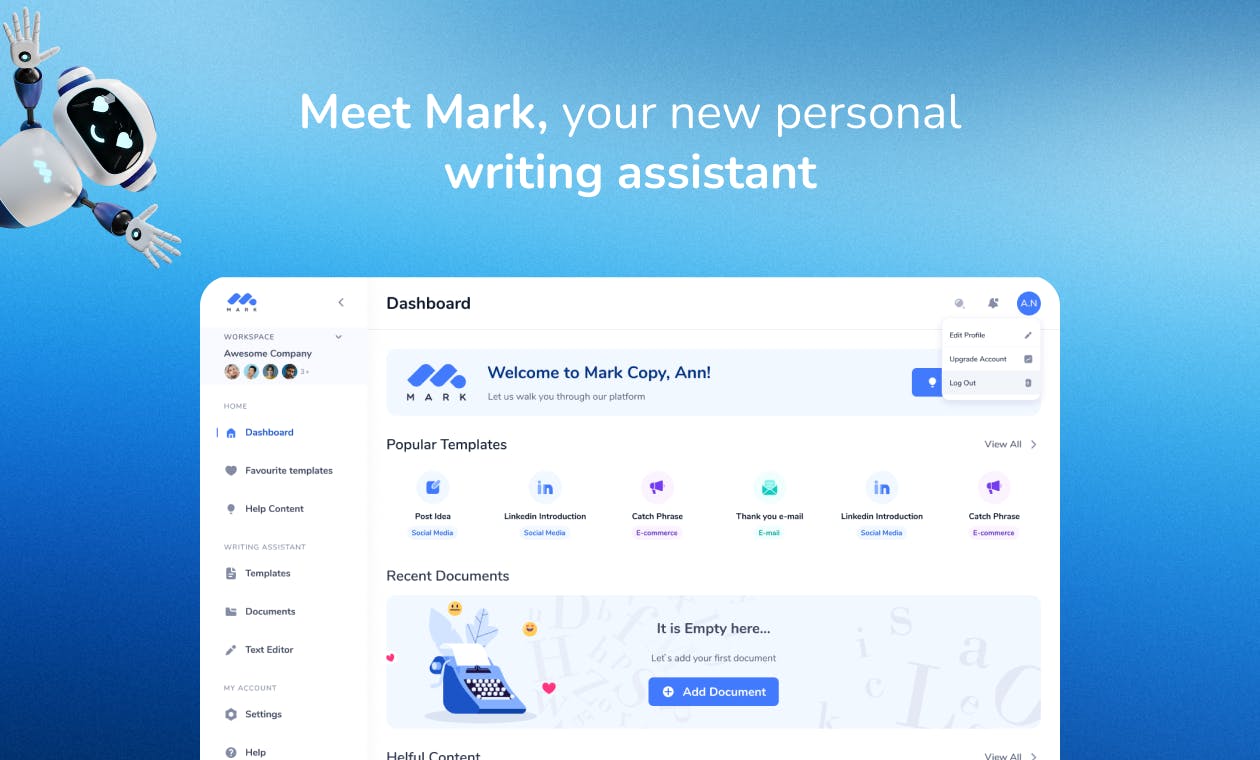 Meet Mark, your new personal
writing assistant
MARK
WORKSPACE
Awesome Company
3+
HOME
Dashboard
Favourite templates
Help Content
WRITING ASSISTANT
Templates
Documents
Text Editor
MY ACCOUNT
Settings
Help
Dashboard
A.N
Edit Profile
Upgrade Account
Log Out
MARK
Welcome to Mark Copy, Ann!
Let us walk you through our platform
Popular Templates
View All
Post Idea
Social Media
Linkedin Introduction
Social Media
Catch Phrase
E-commerce
Thank you e-mail
E-mail
Linkedin Introduction
Social Media
Catch Phrase
E-commerce
Recent Documents
It is Empty here...
Let`s add your first document
Add Document
Helful Content
View All